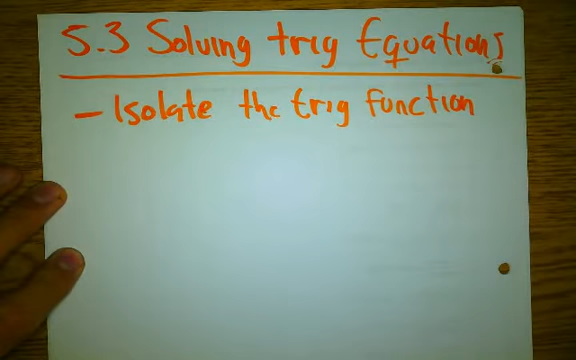 5.3 Solving trig Equations
- Isolate the trig function